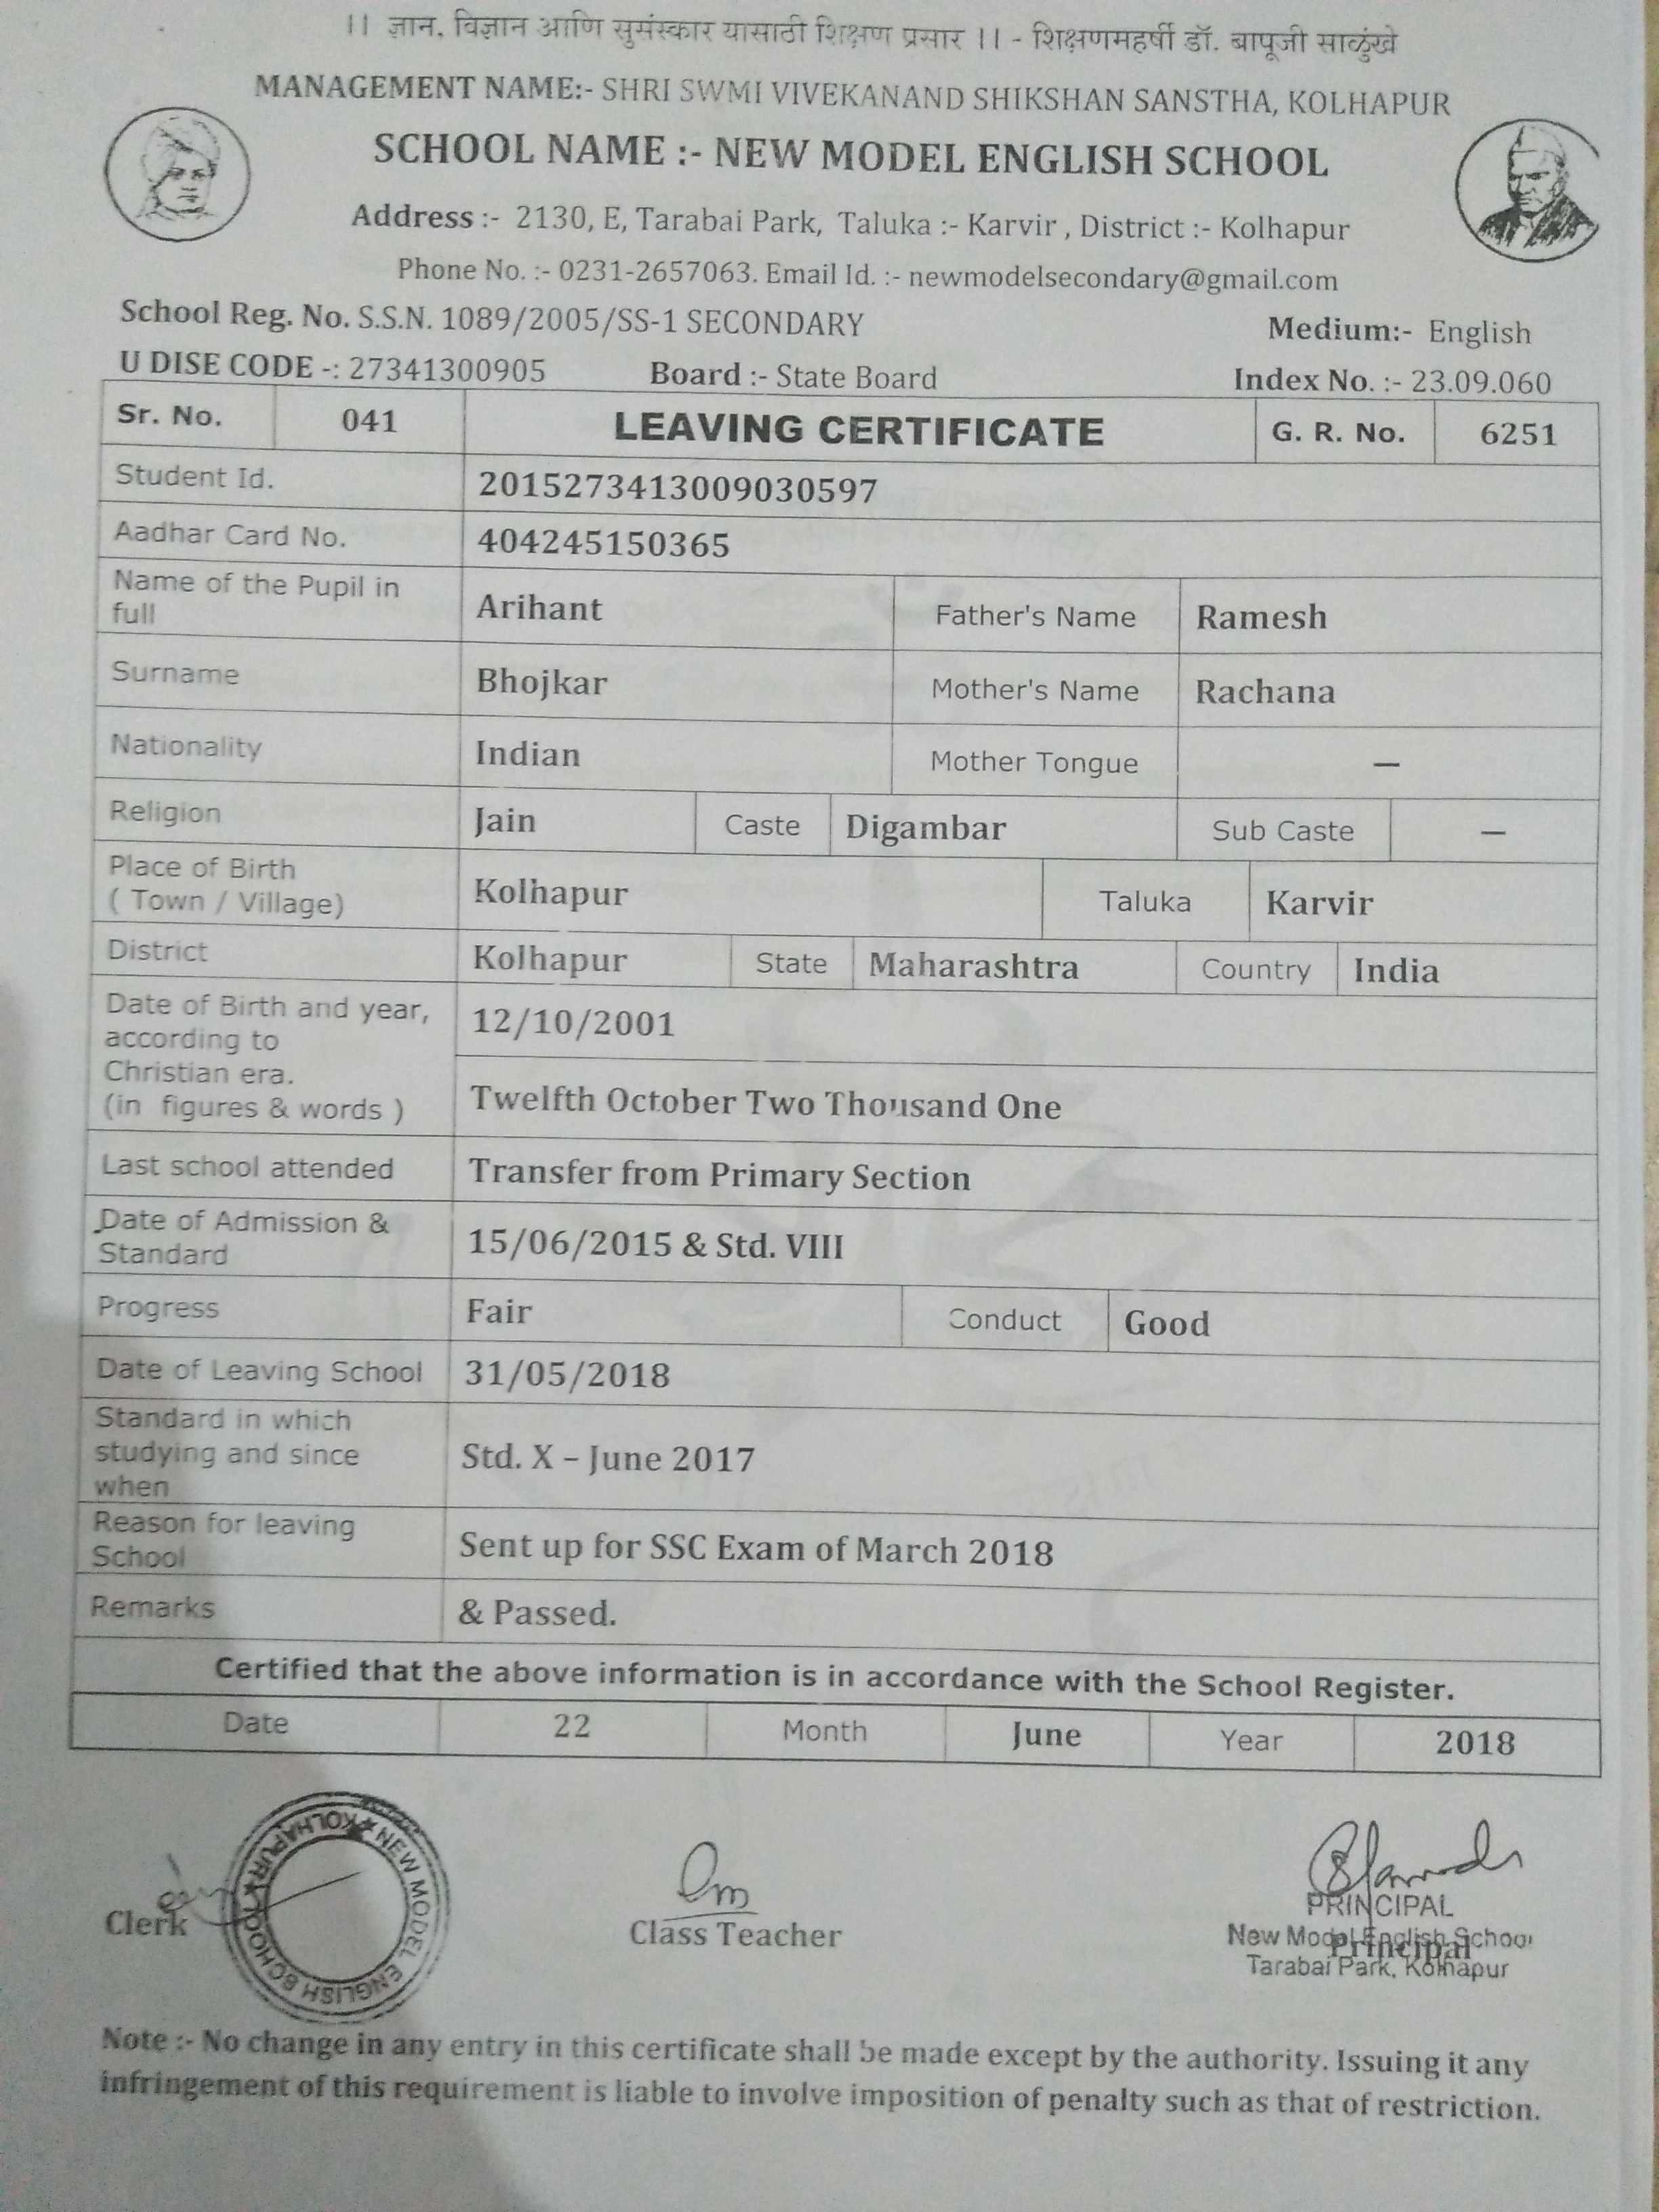 ।। ज्ञान, विज्ञान आणि सुसंस्कार यासाठी शिक्षण प्रसार ।। - शिक्षणमहर्षी डॉ. बापूजी साळुंखे
MANAGEMENT NAME:- SHRI SWMI VIVEKANAND SHIKSHAN SANSTHA, KOLHAPUR
SCHOOL NAME :- NEW MODEL ENGLISH SCHOOL
Address :- 2130, E, Tarabai Park, Taluka :- Karvir , District :- Kolhapur
Phone No. :- 0231-2657063. Email Id. :- newmodelsecondary@gmail.com
School Reg. No. S.S.N. 1089/2005/SS-1 SECONDARY Medium:- English
U DISE CODE -: 27341300905 Board :- State Board Index No. :- 23.09.060
Sr. No. 041 LEAVING CERTIFICATE G. R. No. 6251
Student Id. 2015273413009030597
Aadhar Card No. 404245150365
Name of the Pupil in
full Arihant Father's Name Ramesh
Surname Bhojkar Mother's Name Rachana
Nationality Indian Mother Tongue —
Religion Jain Caste Digambar Sub Caste —
Place of Birth
( Town / Village) Kolhapur Taluka Karvir
District Kolhapur State Maharashtra Country India
Date of Birth and year,
according to
Christian era.
(in figures & words )
12/10/2001
Twelfth October Two Thousand One
Last school attended Transfer from Primary Section
Date of Admission &
Standard 15/06/2015 & Std. VIII
Progress Fair Conduct Good
Date of Leaving School 31/05/2018
Standard in which
studying and since
when Std. X – June 2017
Reason for leaving
School Sent up for SSC Exam of March 2018
Remarks & Passed.
Certified that the above information is in accordance with the School Register.
Date 22 Month June Year 2018
NEW MODEL ENGLISH SCHOOL ★ KOLHAPUR ★
Clerk Class Teacher Principal
PRINCIPAL
New Model English School
Tarabai Park, Kolhapur
Note :- No change in any entry in this certificate shall be made except by the authority. Issuing it any
infringement of this requirement is liable to involve imposition of penalty such as that of restriction.